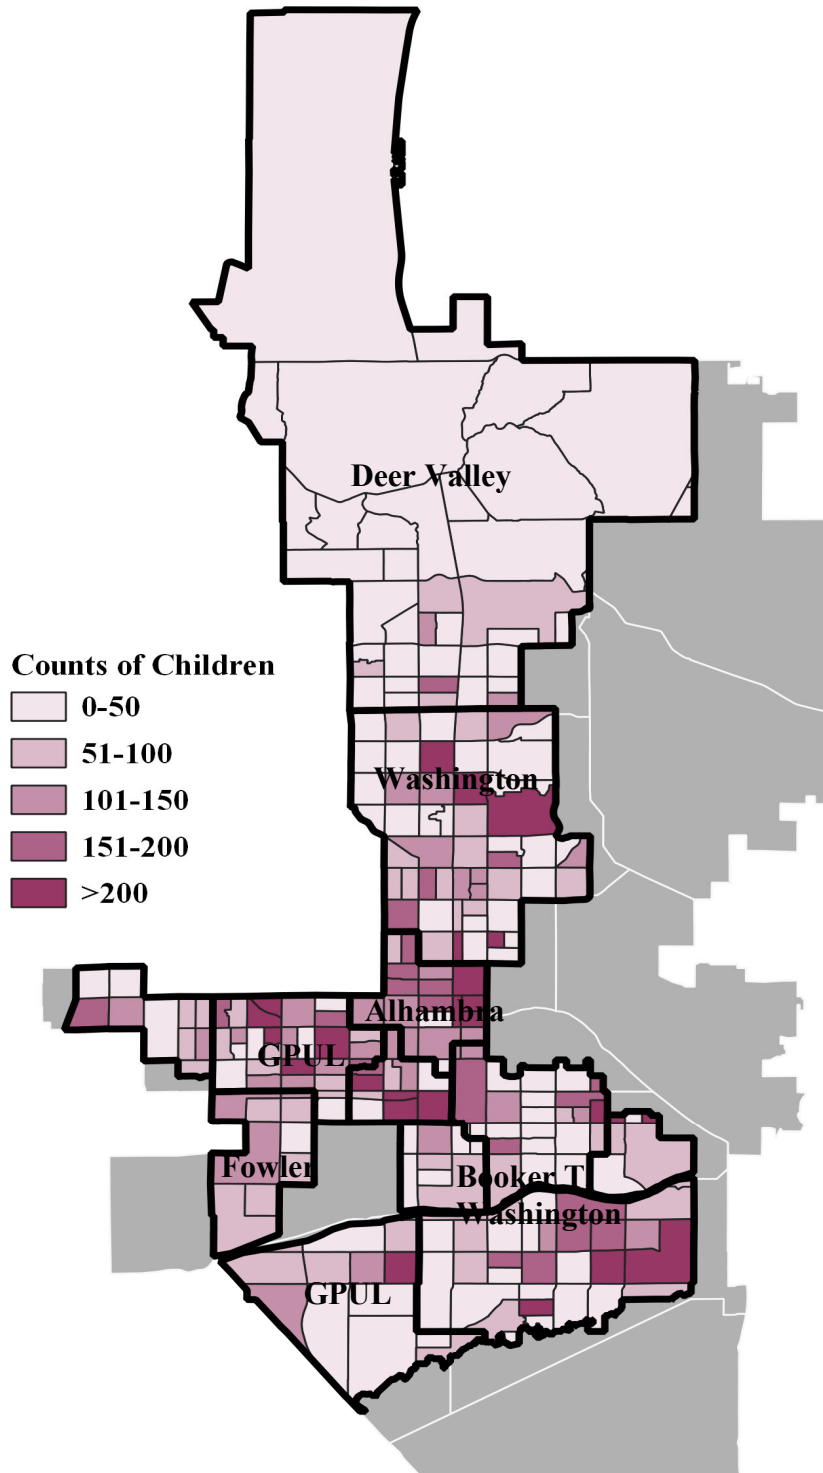 Deer Valley
Counts of Children
0-50
51-100
101-150
151-200
>200
Washington
Alhambra
GPUL
Fowler
Booker T
Washington
GPUL